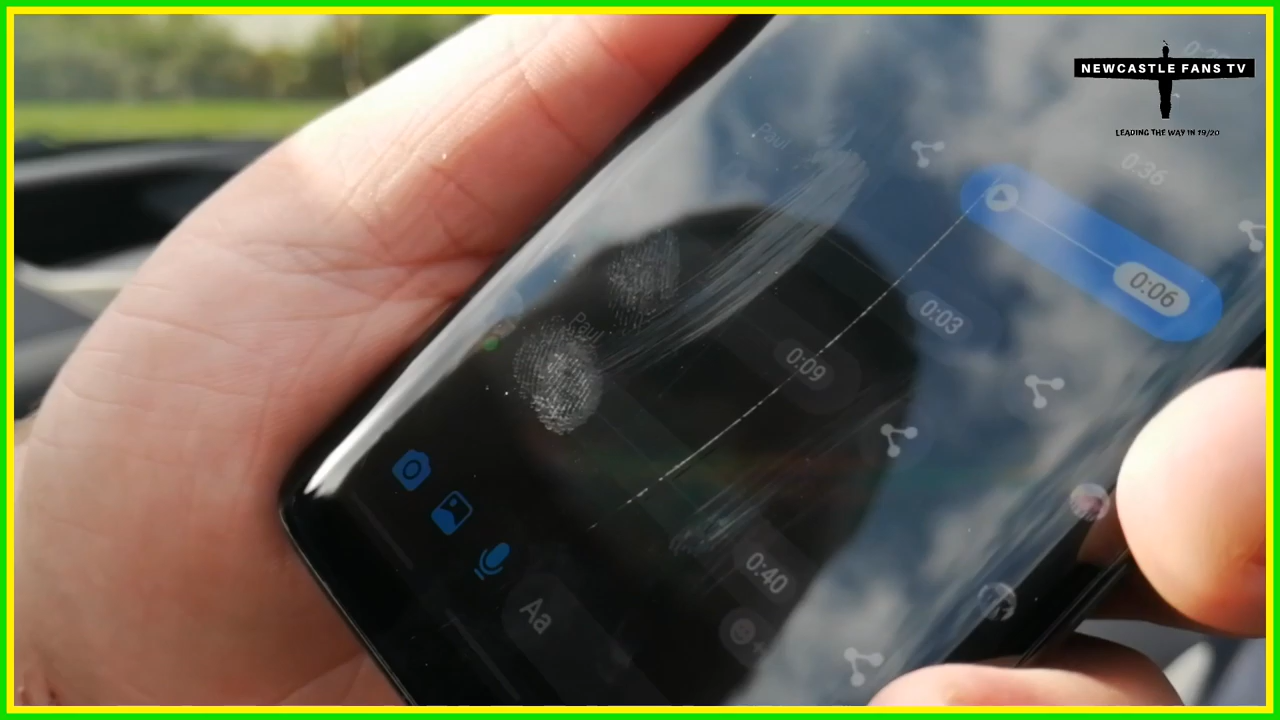 NEWCASTLE FANS TV
LEADING THE WAY IN 19/20
0:36
Paul
0:06
0:03
Paul
0:09
0:40
Aa